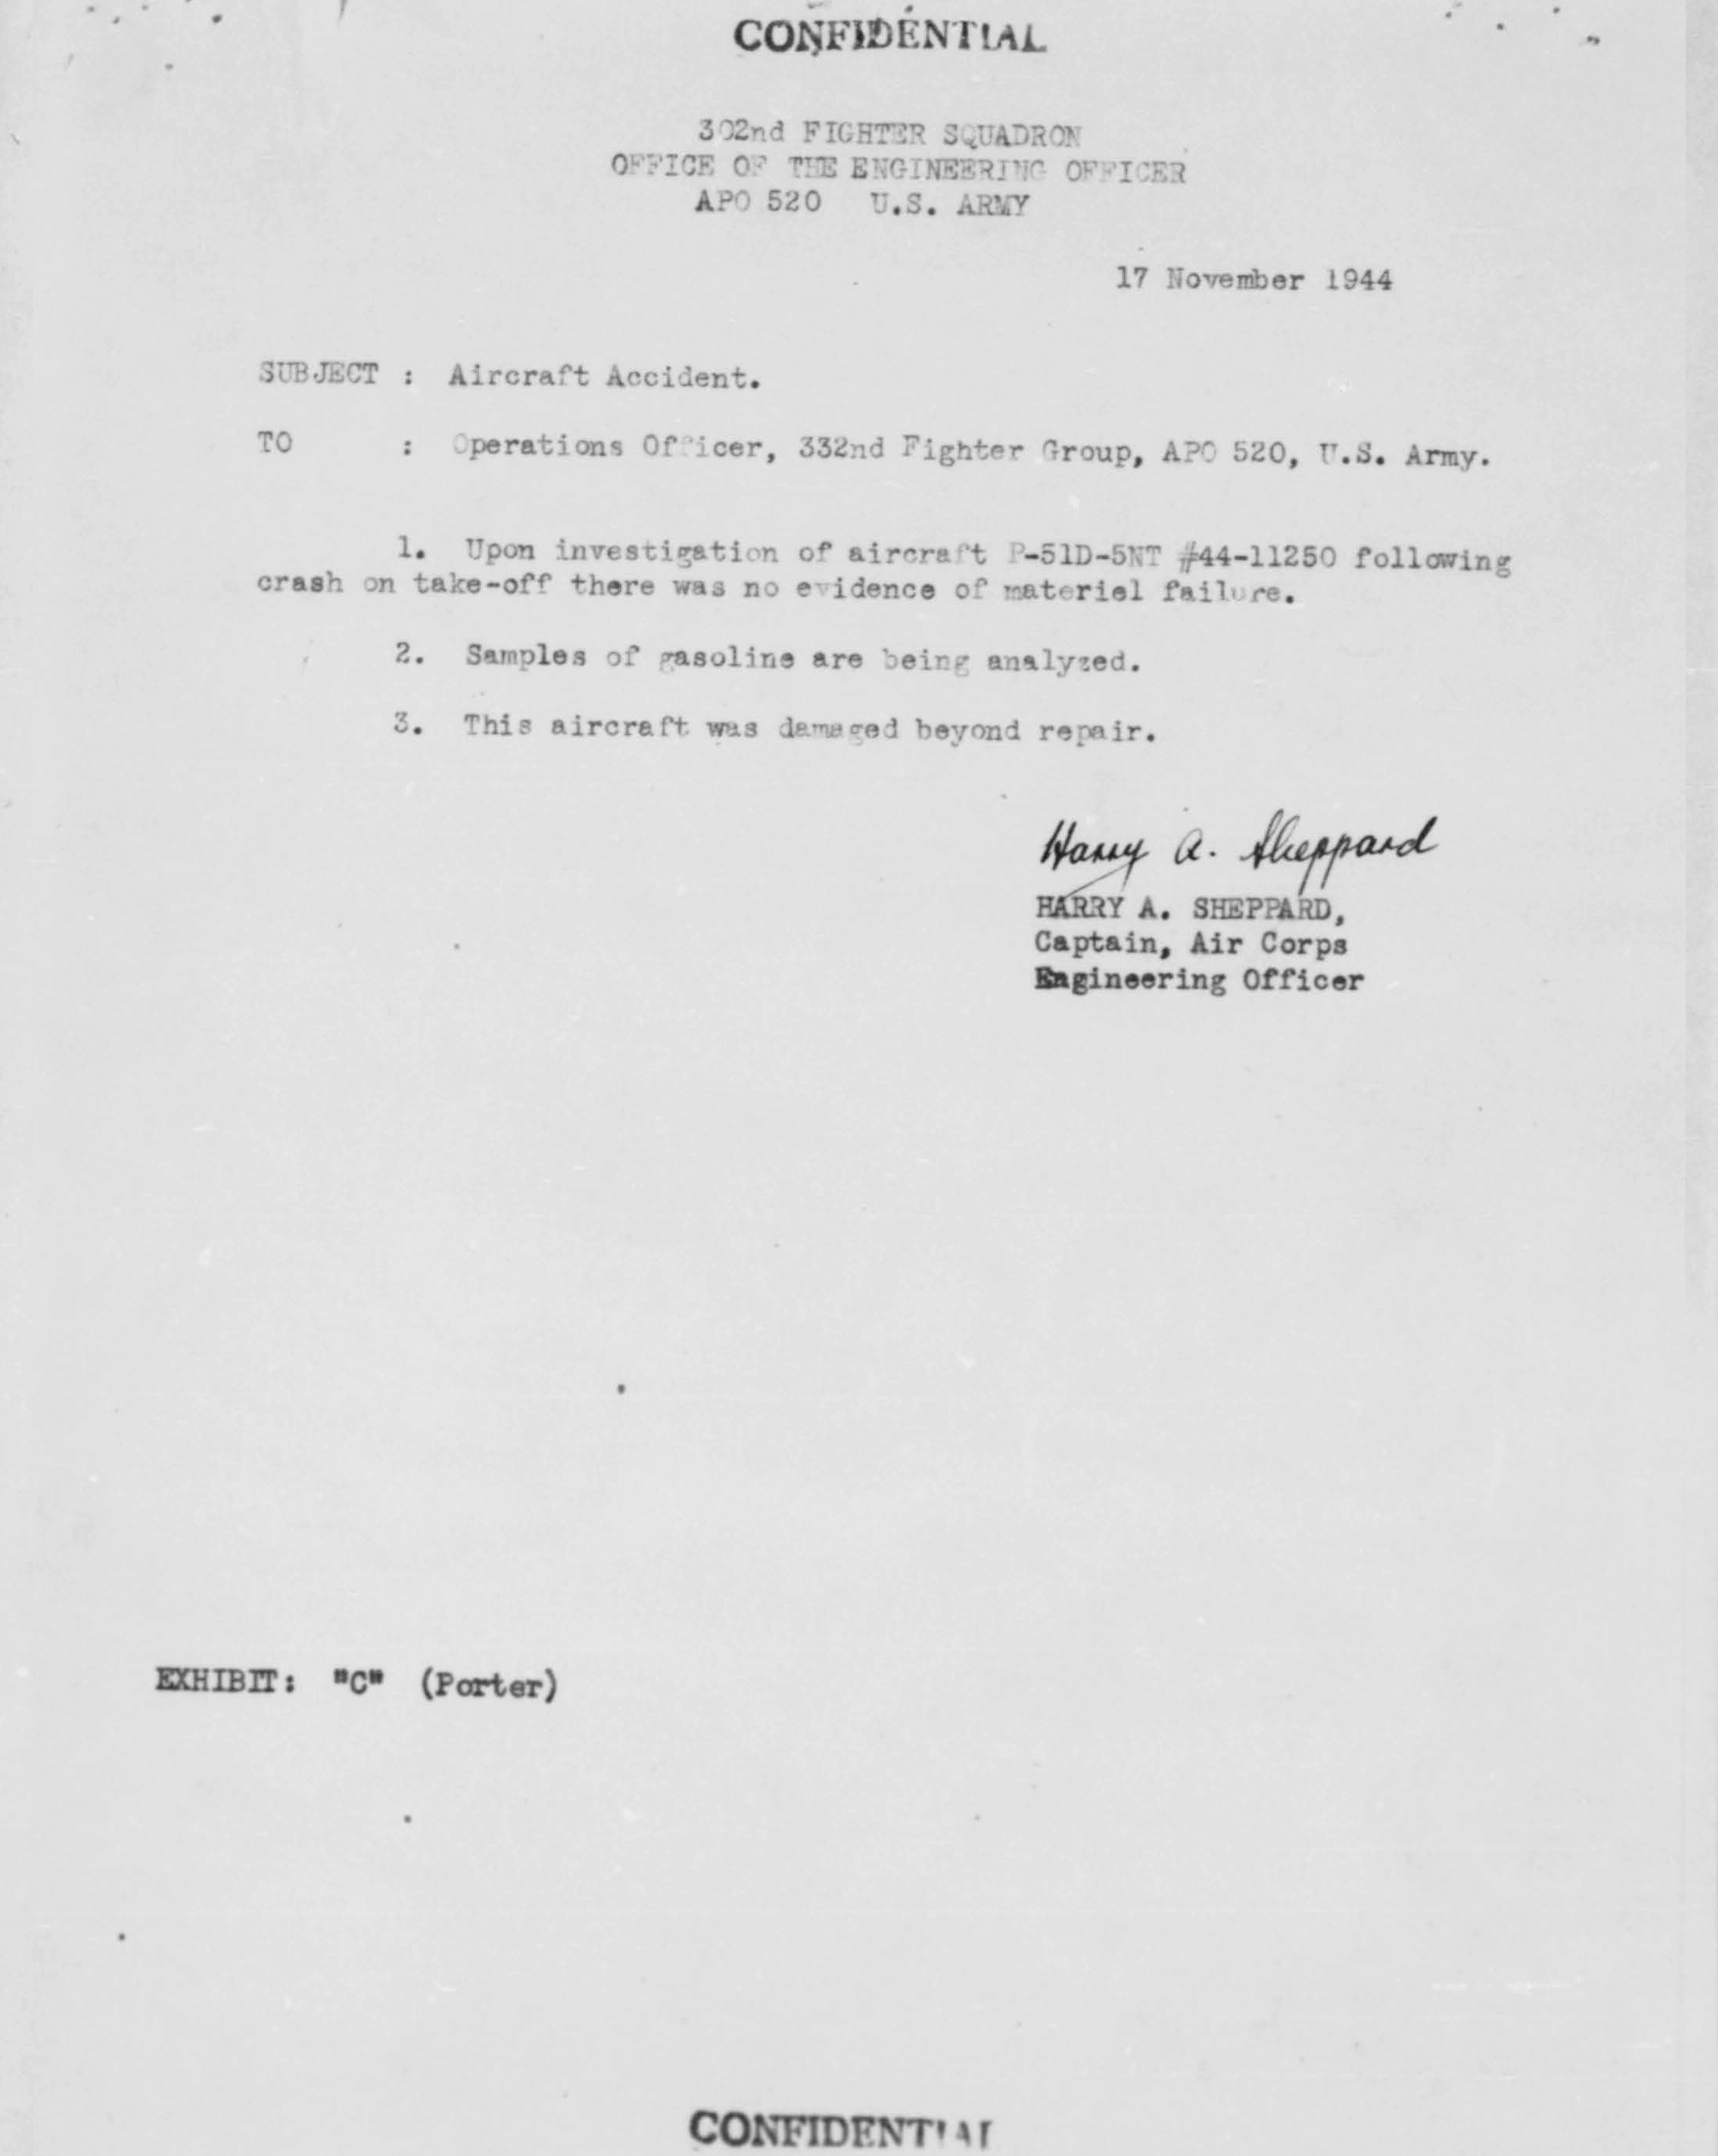 CONFIDENTIAL
302nd FIGHTER SQUADRON
OFFICE OF THE ENGINEERING OFFICER
APO 520 U.S. ARMY
17 November 1944
SUBJECT : Aircraft Accident.
TO : Operations Officer, 332nd Fighter Group, APO 520, U.S. Army.
1. Upon investigation of aircraft P-51D-5NT #44-11250 following
crash on take-off there was no evidence of materiel failure.
2. Samples of gasoline are being analyzed.
3. This aircraft was damaged beyond repair.
Harry A. Sheppard
HARRY A. SHEPPARD,
Captain, Air Corps
Engineering Officer
EXHIBIT: "C" (Porter)
CONFIDENTIAL